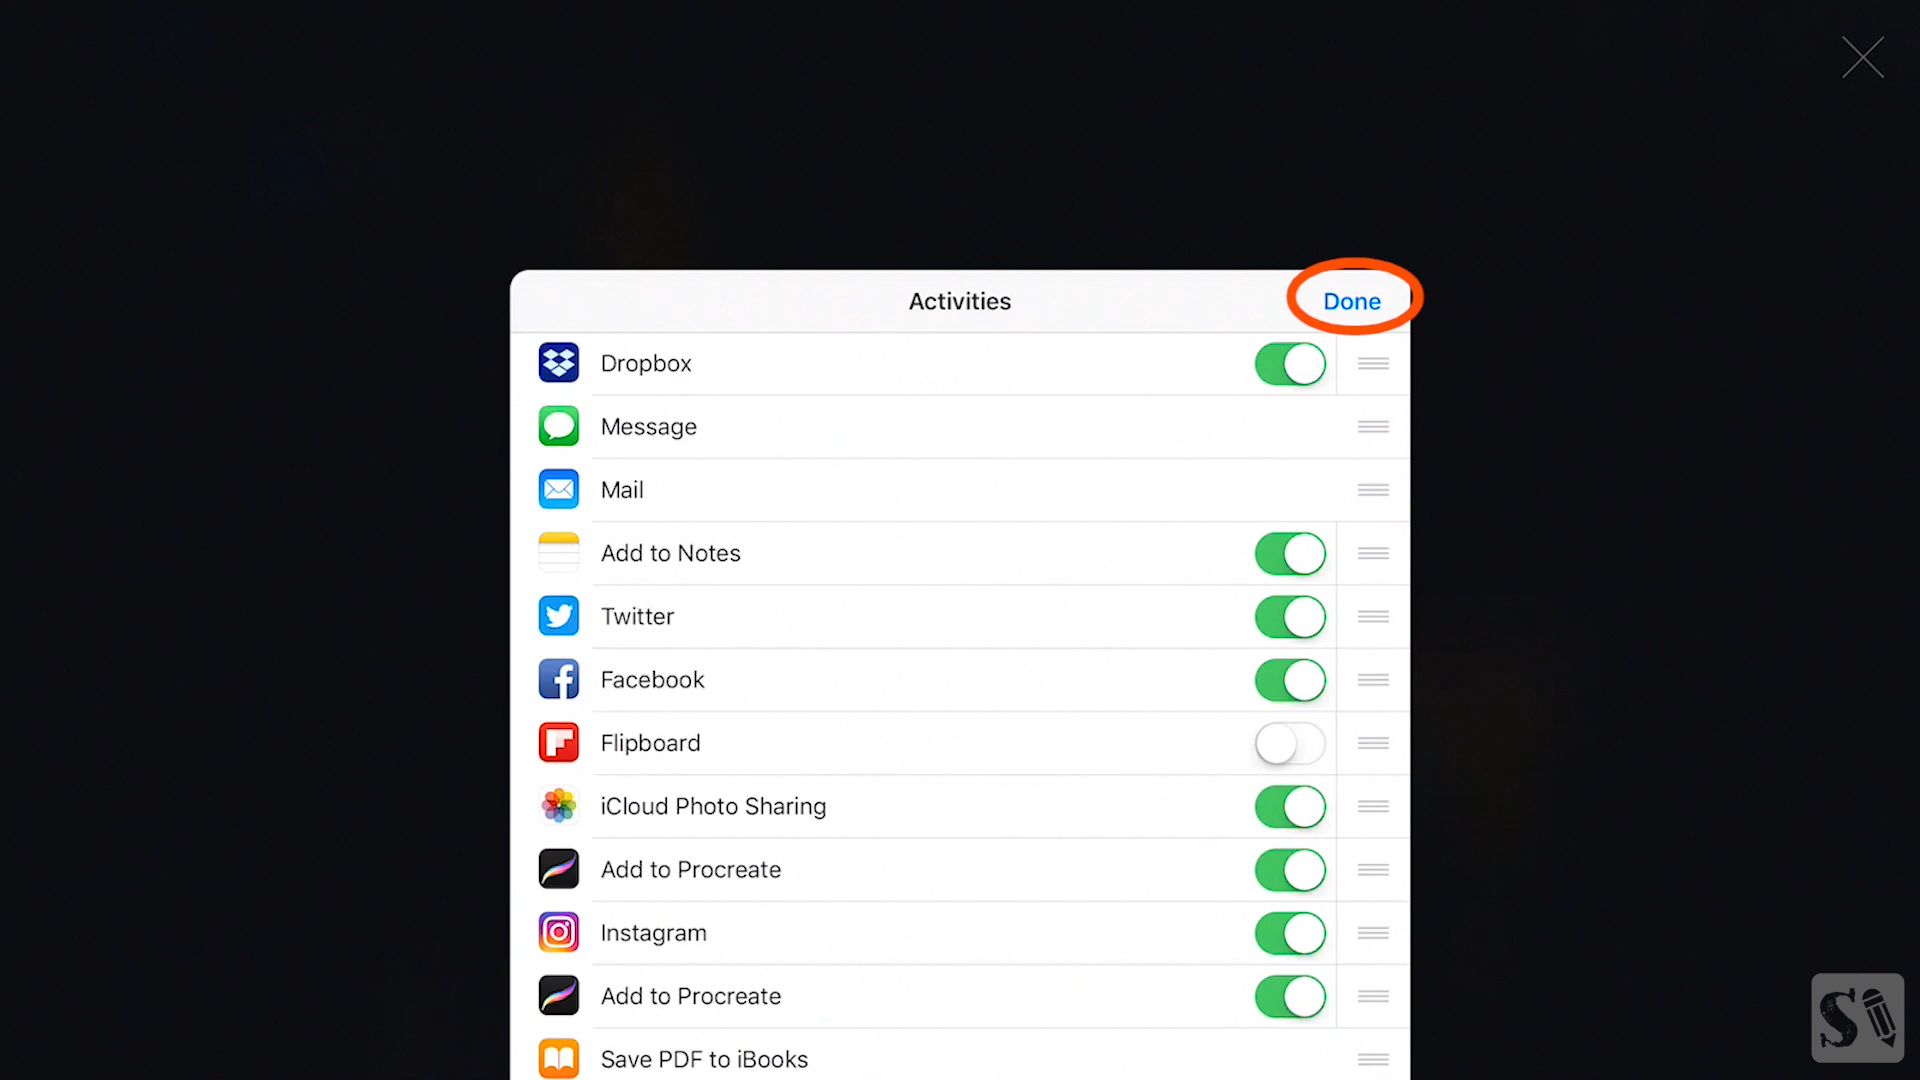 Activities
Done
Dropbox
Message
Mail
Add to Notes
Twitter
Facebook
Flipboard
iCloud Photo Sharing
Add to Procreate
Instagram
Add to Procreate
Save PDF to iBooks
S